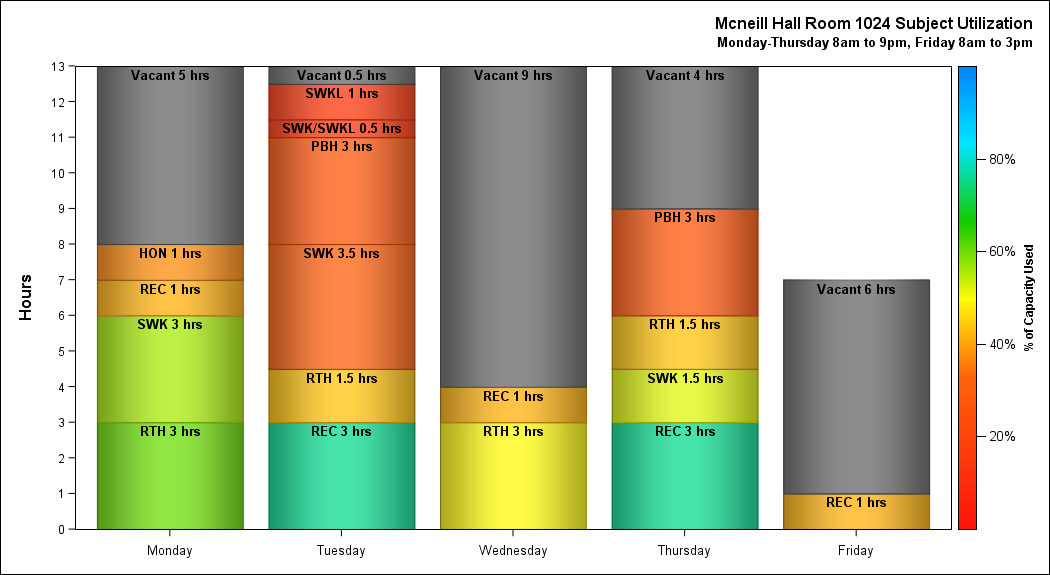 Mcneill Hall Room 1024 Subject Utilization
Monday-Thursday 8am to 9pm, Friday 8am to 3pm
Hours
13
12
11
10
9
8
7
6
5
4
3
2
1
0
Vacant 5 hrs
HON 1 hrs
REC 1 hrs
SWK 3 hrs
RTH 3 hrs
Vacant 0.5 hrs
SWKL 1 hrs
SWK/SWKL 0.5 hrs
PBH 3 hrs
SWK 3.5 hrs
RTH 1.5 hrs
REC 3 hrs
Vacant 9 hrs
REC 1 hrs
RTH 3 hrs
Vacant 4 hrs
PBH 3 hrs
RTH 1.5 hrs
SWK 1.5 hrs
REC 3 hrs
Vacant 6 hrs
REC 1 hrs
Monday
Tuesday
Wednesday
Thursday
Friday
80%
60%
40%
20%
% of Capacity Used